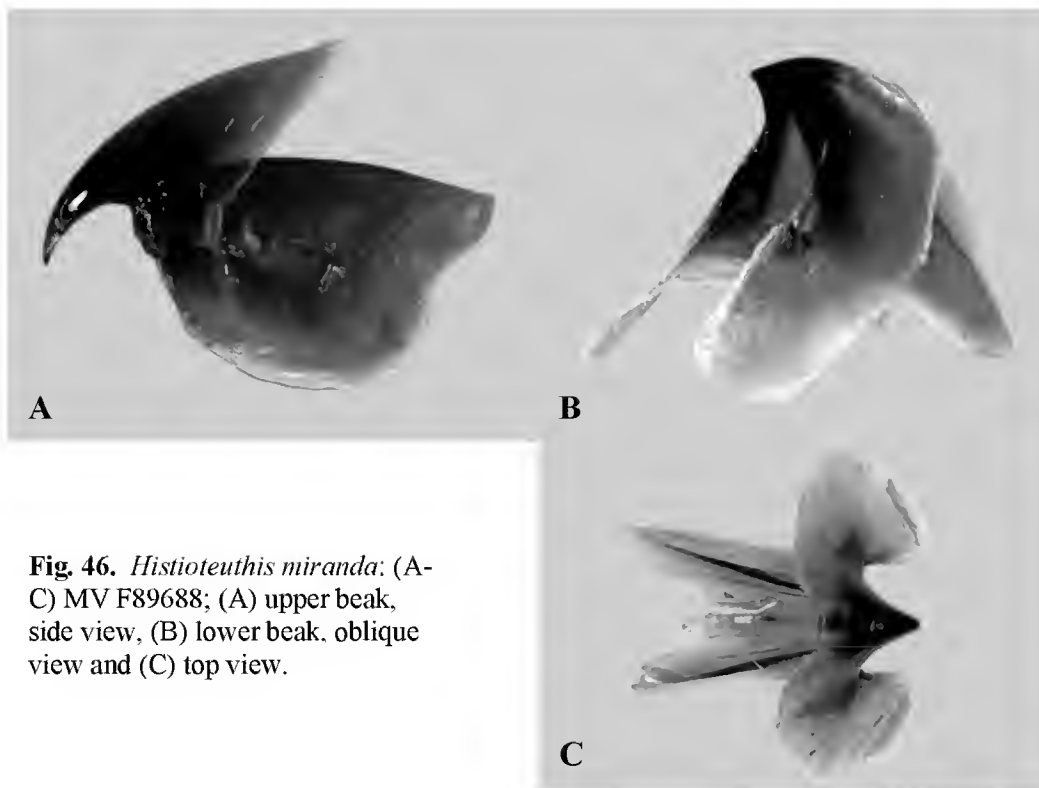 A
B
Fig. 46. Histioteuthis miranda: (A-
C) MV F89688; (A) upper beak,
side view, (B) lower beak, oblique
view and (C) top view.
C